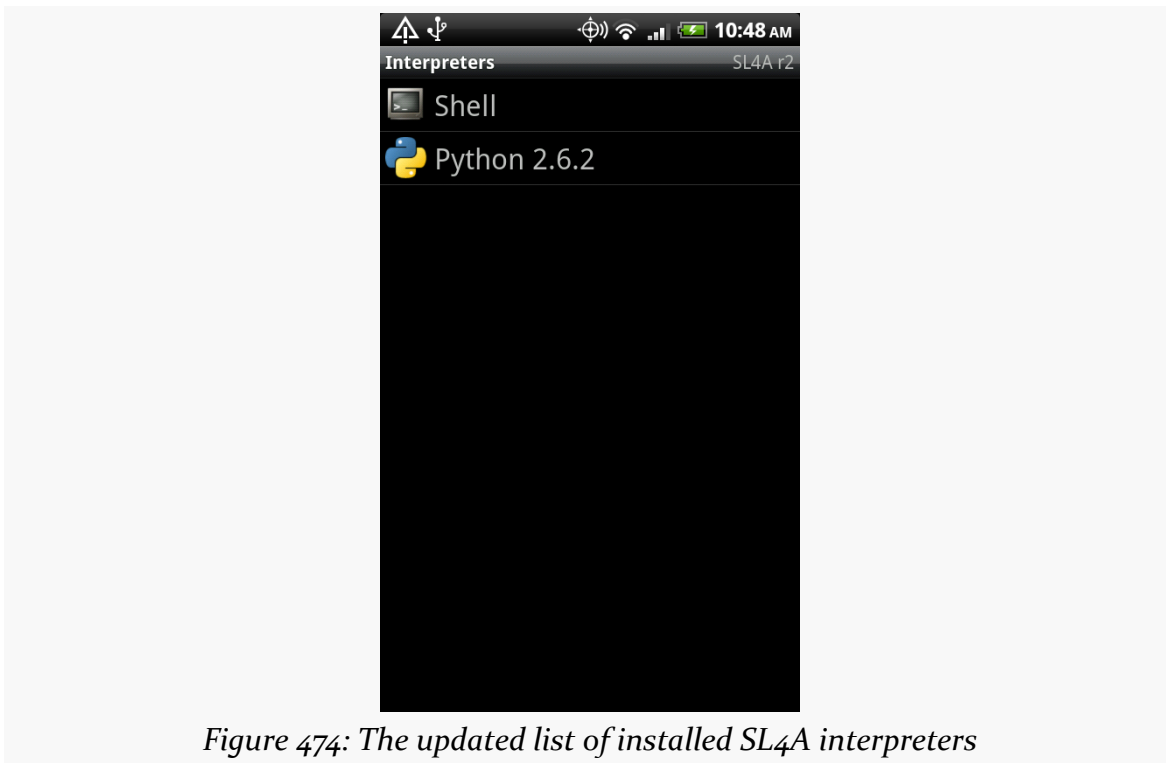 10:48 AM
Interpreters SL4A r2
Shell
Python 2.6.2
Figure 474: The updated list of installed SL4A interpreters